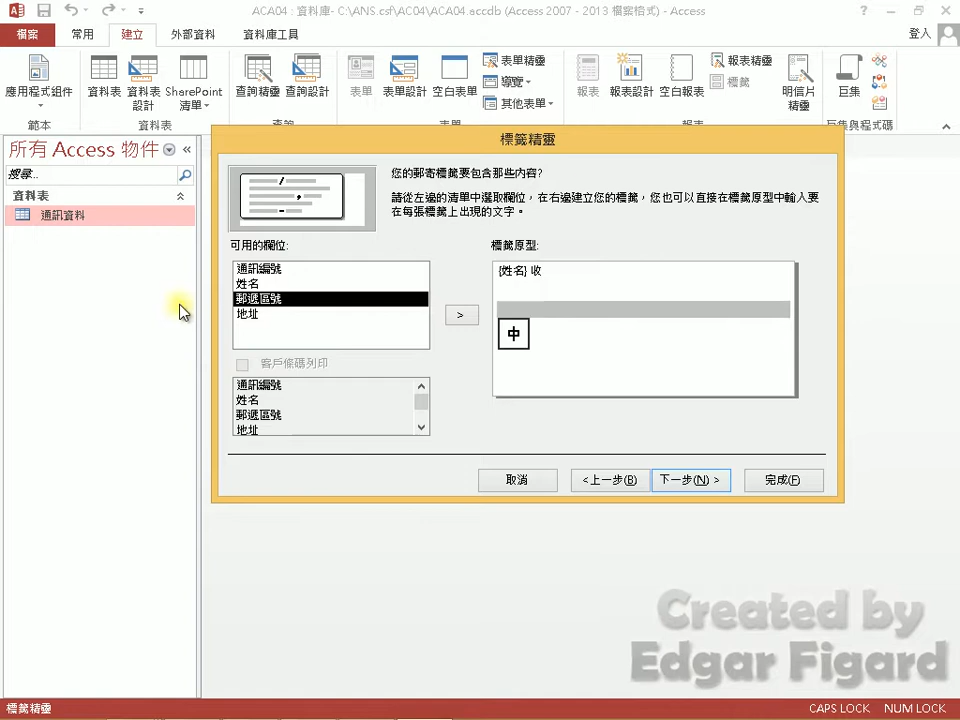 ACA04 : 資料庫- C:\ANS.csf\AC04\ACA04.accdb (Access 2007 - 2013 檔案格式) - Access
檔案 常用 建立 外部資料 資料庫工具 登入
應用程式組件 資料表 資料表設計 SharePoint 清單 查詢精靈 查詢設計 表單 表單設計 空白表單 表單精靈 導覽 其他表單 報表 報表設計 空白報表 報表精靈 標籤 明信片精靈 巨集
範本 資料表 查詢 表單 報表 巨集與程式碼
所有 Access 物件
搜尋..
資料表
通訊資料
標籤精靈
您的郵寄標籤要包含那些內容?
請從左邊的清單中選取欄位，在右邊建立您的標籤，您也可以直接在標籤原型中輸入要
在每張標籤上出現的文字。
可用的欄位:
標籤原型:
通訊編號
姓名
郵遞區號
地址
>
{姓名} 收
中
客戶條碼列印
通訊編號
姓名
郵遞區號
地址
取消
<上一步(B)
下一步(N) >
完成(F)
Created by
Edgar Figard
標籤精靈
CAPS LOCK NUM LOCK